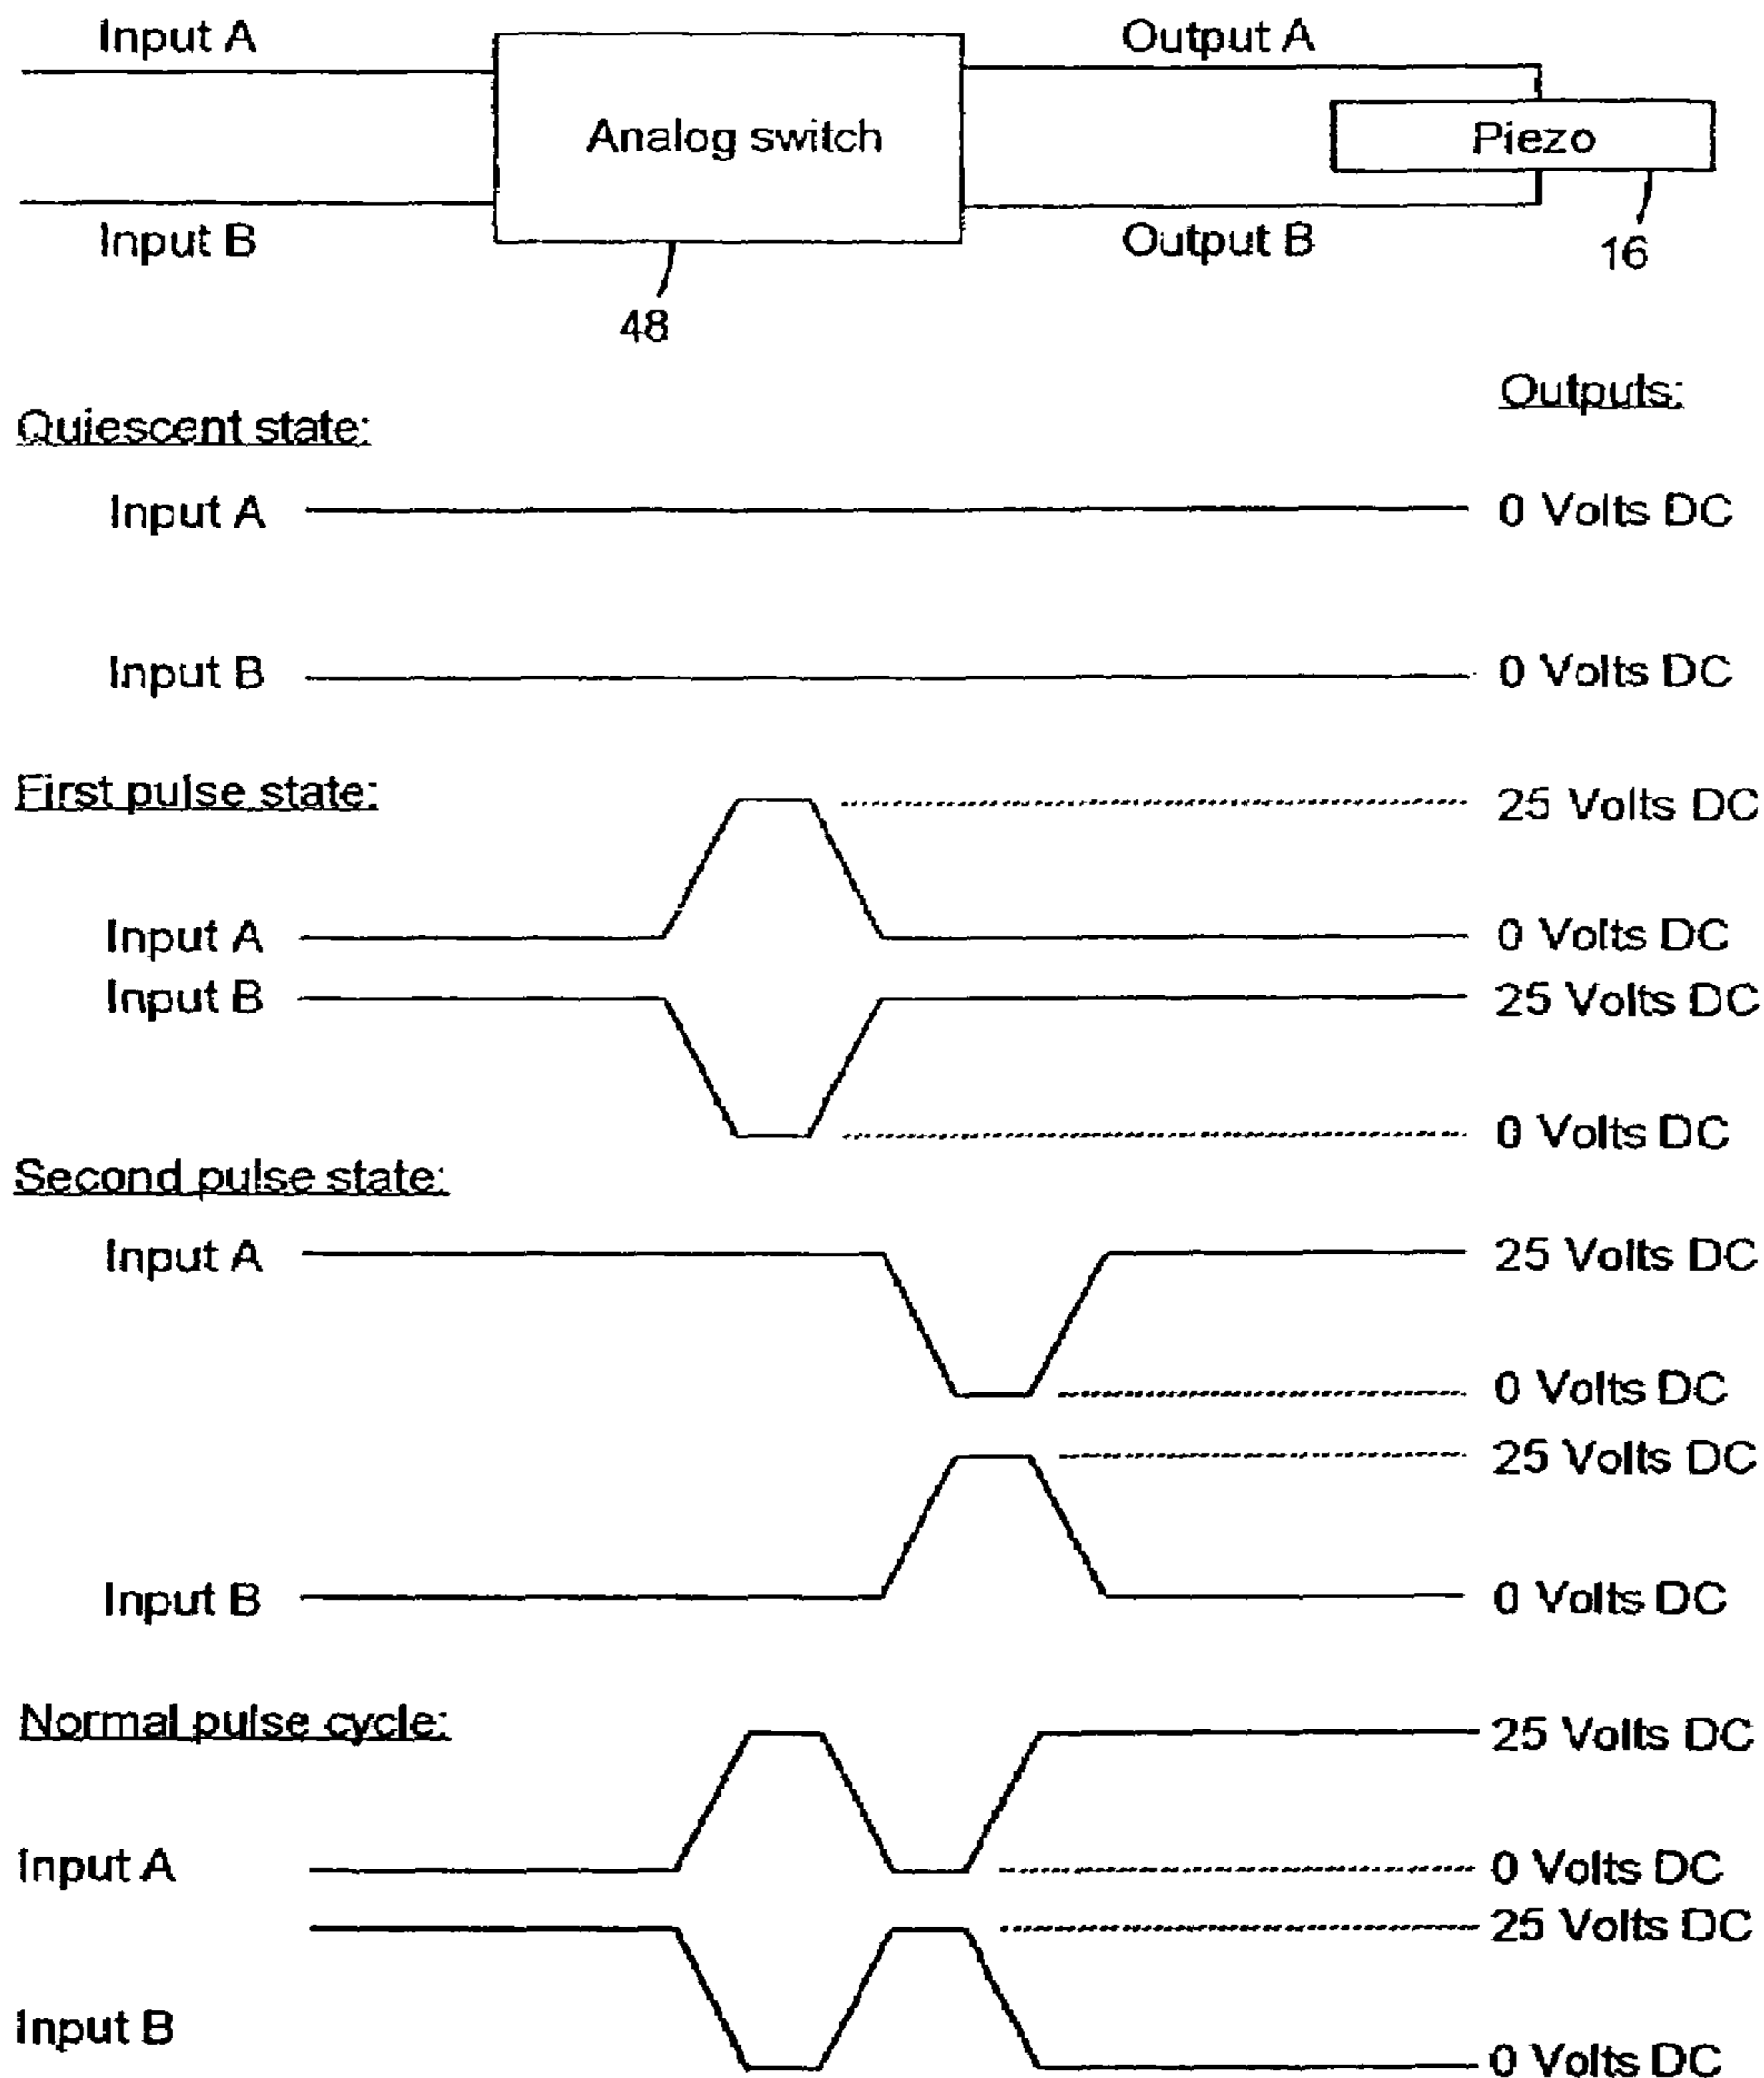 Input A
Output A
Analog switch
Piezo
Input B
Output B
16
48
Outputs:
Quiescent state:
Input A
0 Volts DC
Input B
0 Volts DC
First pulse state:
25 Volts DC
Input A
0 Volts DC
Input B
25 Volts DC
0 Volts DC
Second pulse state:
Input A
25 Volts DC
0 Volts DC
25 Volts DC
Input B
0 Volts DC
Normal pulse cycle:
25 Volts DC
Input A
0 Volts DC
25 Volts DC
Input B
0 Volts DC